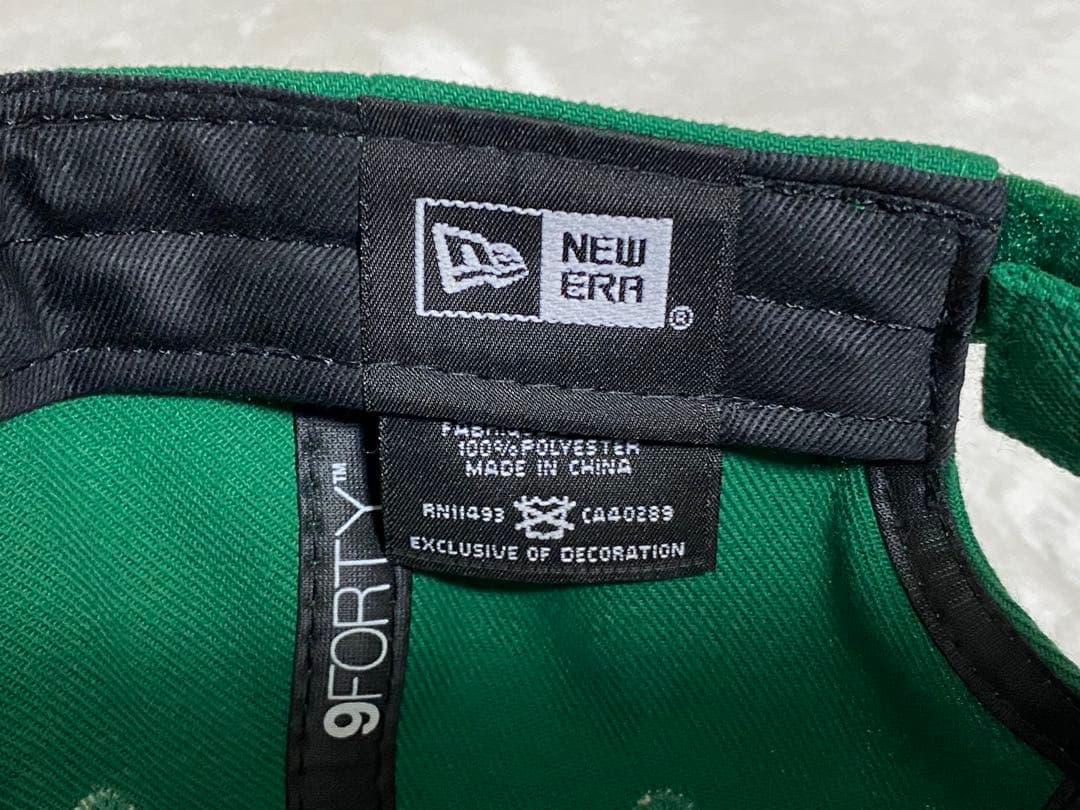 NEW
ERA
®
100% POLYESTER
MADE IN CHINA
RN11493 CA40289
EXCLUSIVE OF DECORATION
9FORTY™